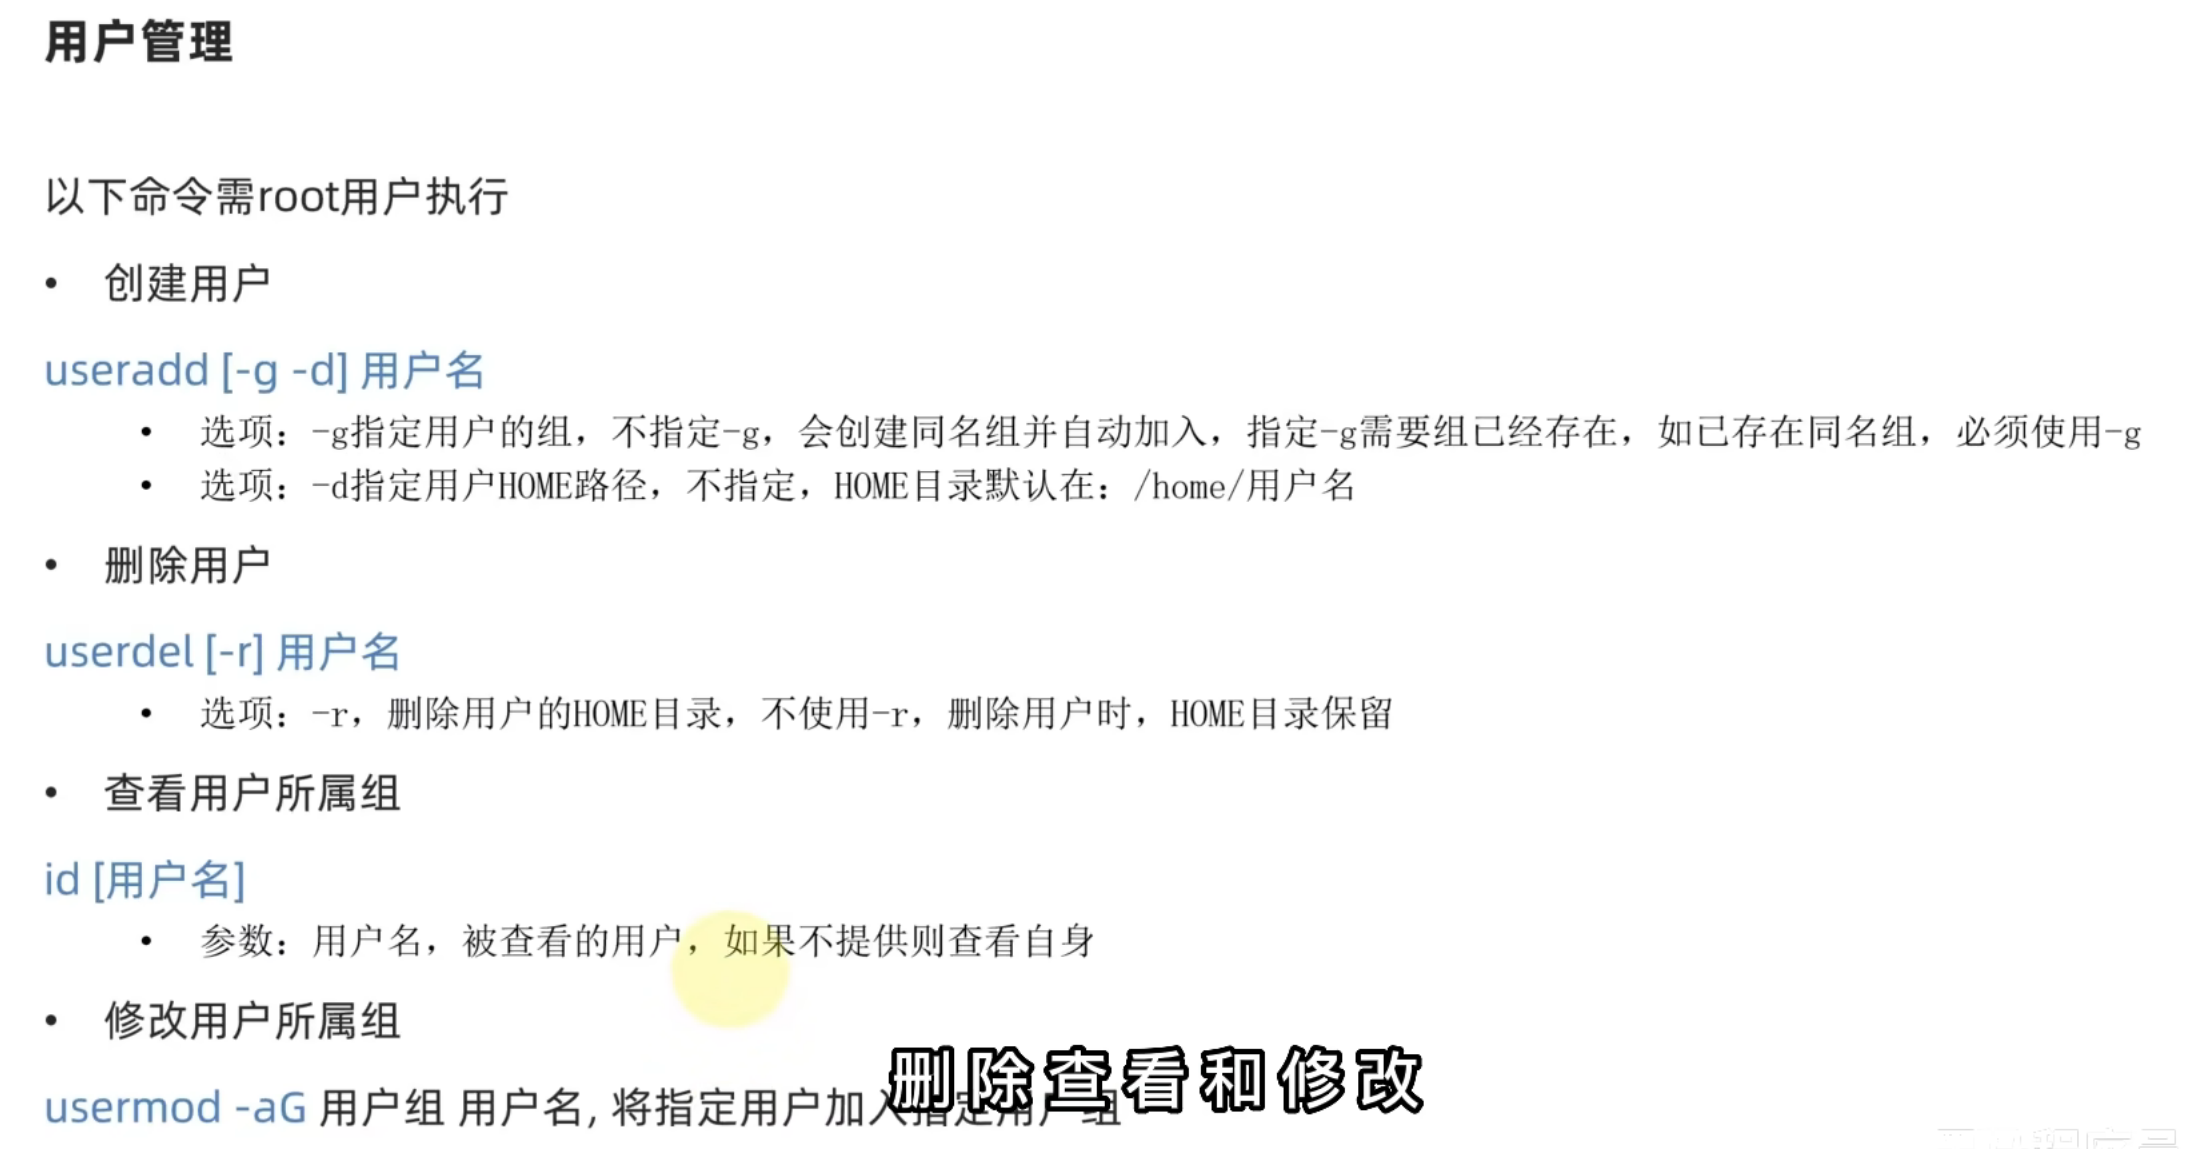 用户管理
以下命令需root用户执行
• 创建用户
useradd [-g -d] 用户名
• 选项：-g指定用户的组，不指定-g，会创建同名组并自动加入，指定-g需要组已经存在，如已存在同名组，必须使用-g
• 选项：-d指定用户HOME路径，不指定，HOME目录默认在：/home/用户名
• 删除用户
userdel [-r] 用户名
• 选项：-r，删除用户的HOME目录，不使用-r，删除用户时，HOME目录保留
• 查看用户所属组
id [用户名]
• 参数：用户名，被查看的用户，如果不提供则查看自身
• 修改用户所属组
usermod -aG 用户组 用户名, 将指定用户加入指定用户组
删除查看和修改